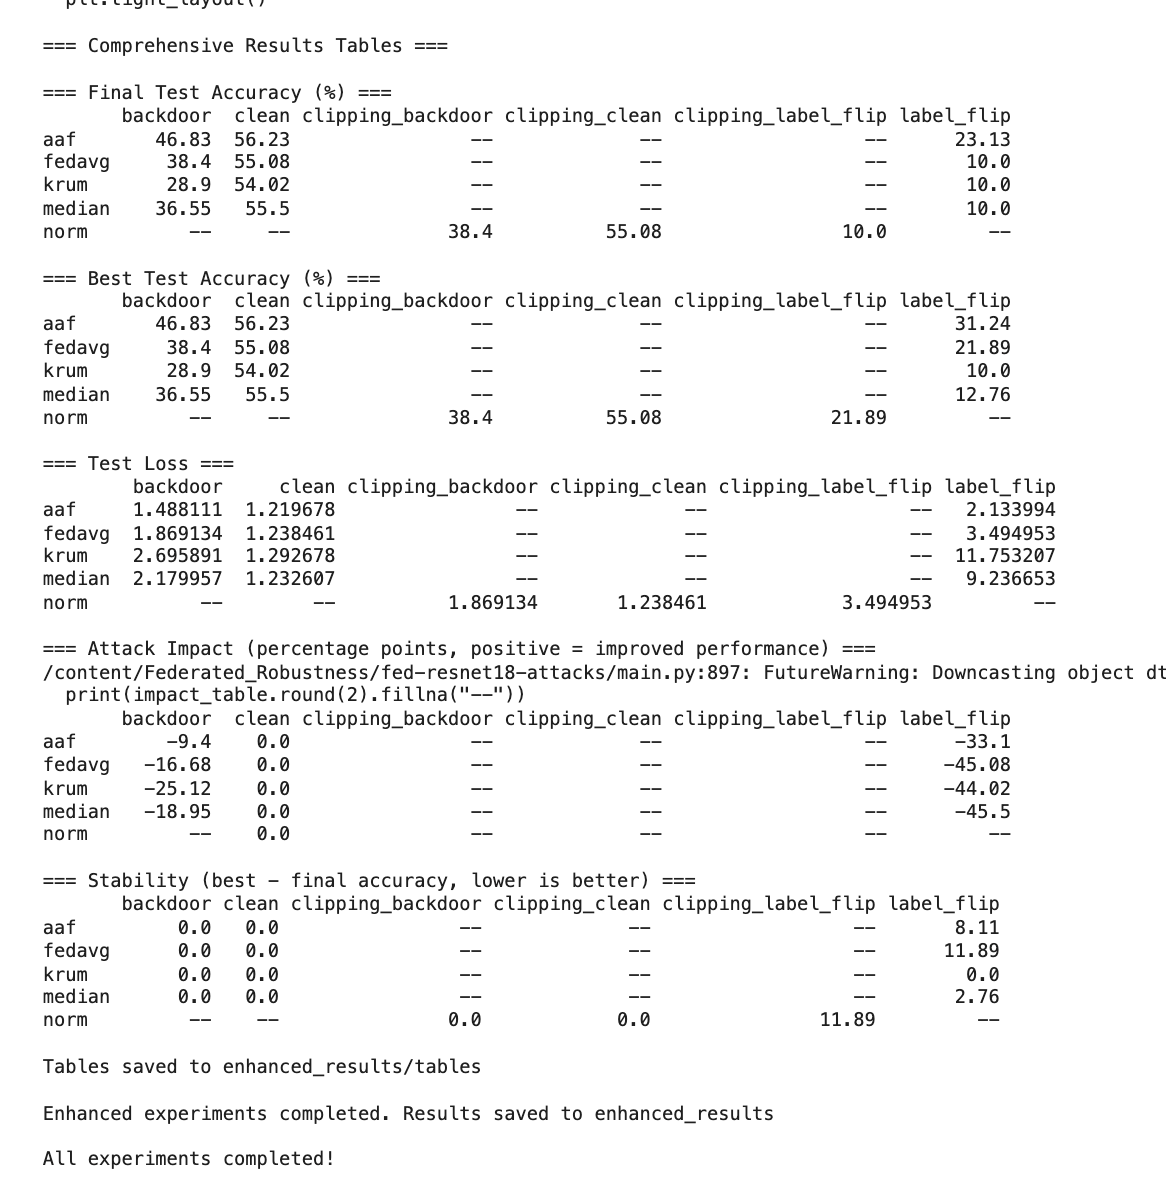 plt.tight_layout()
=== Comprehensive Results Tables ===
=== Final Test Accuracy (%) ===
backdoor clean clipping_backdoor clipping_clean clipping_label_flip label_flip
aaf 46.83 56.23 -- -- -- 23.13
fedavg 38.4 55.08 -- -- -- 10.0
krum 28.9 54.02 -- -- -- 10.0
median 36.55 55.5 -- -- -- 10.0
norm -- -- 38.4 55.08 10.0 --
=== Best Test Accuracy (%) ===
backdoor clean clipping_backdoor clipping_clean clipping_label_flip label_flip
aaf 46.83 56.23 -- -- -- 31.24
fedavg 38.4 55.08 -- -- -- 21.89
krum 28.9 54.02 -- -- -- 10.0
median 36.55 55.5 -- -- -- 12.76
norm -- -- 38.4 55.08 21.89 --
=== Test Loss ===
backdoor clean clipping_backdoor clipping_clean clipping_label_flip label_flip
aaf 1.488111 1.219678 -- -- -- 2.133994
fedavg 1.869134 1.238461 -- -- -- 3.494953
krum 2.695891 1.292678 -- -- -- 11.753207
median 2.179957 1.232607 -- -- -- 9.236653
norm -- -- 1.869134 1.238461 3.494953 --
=== Attack Impact (percentage points, positive = improved performance) ===
/content/Federated_Robustness/fed-resnet18-attacks/main.py:897: FutureWarning: Downcasting object dt
print(impact_table.round(2).fillna("--"))
backdoor clean clipping_backdoor clipping_clean clipping_label_flip label_flip
aaf -9.4 0.0 -- -- -- -33.1
fedavg -16.68 0.0 -- -- -- -45.08
krum -25.12 0.0 -- -- -- -44.02
median -18.95 0.0 -- -- -- -45.5
norm -- 0.0 -- -- -- --
=== Stability (best - final accuracy, lower is better) ===
backdoor clean clipping_backdoor clipping_clean clipping_label_flip label_flip
aaf 0.0 0.0 -- -- -- 8.11
fedavg 0.0 0.0 -- -- -- 11.89
krum 0.0 0.0 -- -- -- 0.0
median 0.0 0.0 -- -- -- 2.76
norm -- -- 0.0 0.0 11.89 --
Tables saved to enhanced_results/tables
Enhanced experiments completed. Results saved to enhanced_results
All experiments completed!